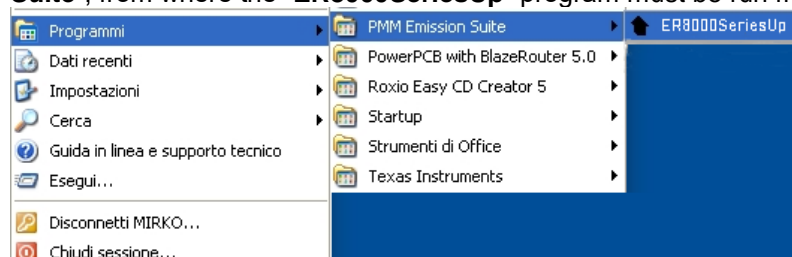 Suite", from where the "ER8000SeriesUp" program must be run
Programmi
Dati recenti
Impostazioni
Cerca
Guida in linea e supporto tecnico
Esegui...
Disconnetti MIRKO...
Chiudi sessione...
PMM Emission Suite
PowerPCB with BlazeRouter 5.0
Roxio Easy CD Creator 5
Startup
Strumenti di Office
Texas Instruments
ER8000SeriesUp